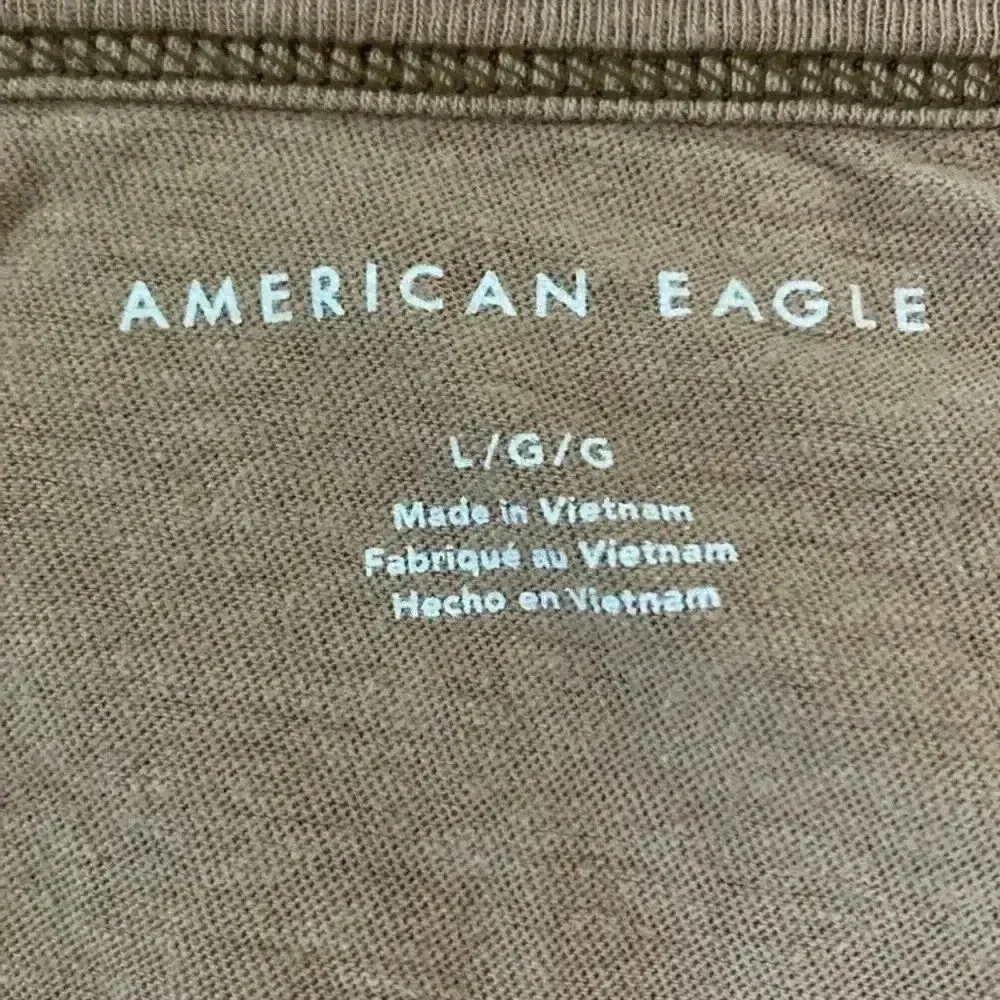 AMERICAN EAGLE
L/G/G
Made in Vietnam
Fabriqué au Vietnam
Hecho en Vietnam